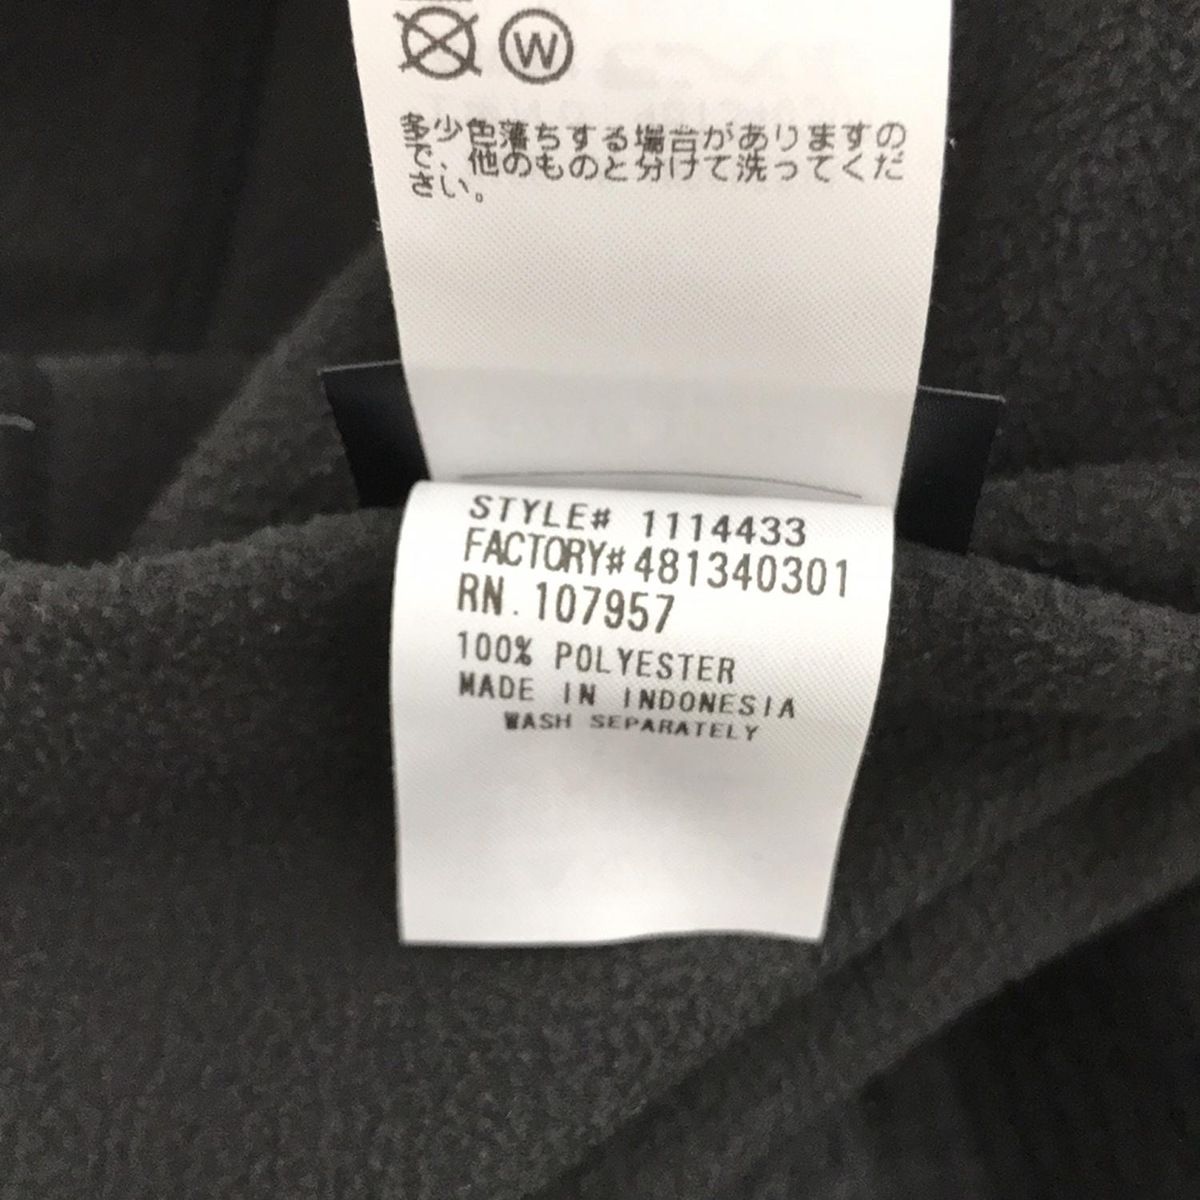 W
多少色落ちする場合がありますの
で、他のものと分けて洗ってくだ
さい。
STYLE# 1114433
FACTORY#481340301
RN.107957
100% POLYESTER
MADE IN INDONESIA
WASH SEPARATELY